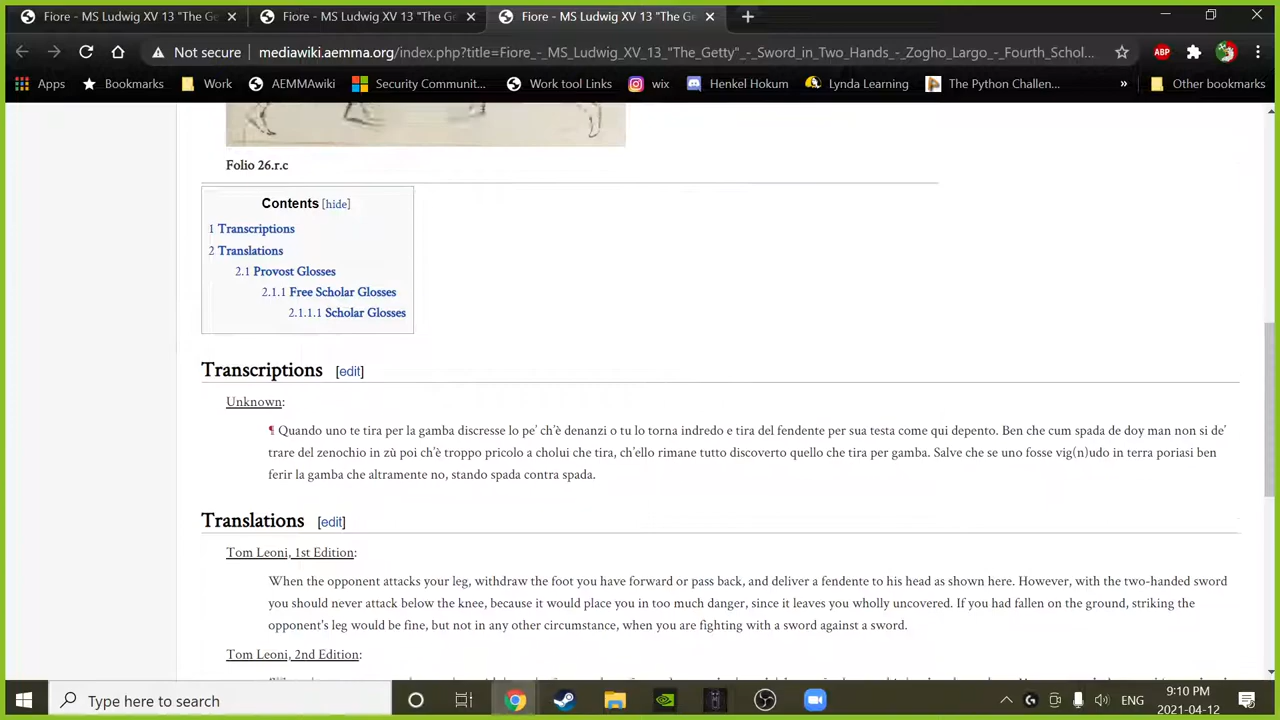 Fiore - MS Ludwig XV 13 "The Ge
Fiore - MS Ludwig XV 13 "The G
Fiore - MS Ludwig XV 13 "The Ge
Not secure mediawiki.aemma.org/index.php?title=Fiore_-_MS_Ludwig_XV_13_"The_Getty"_-_Sword_in_Two_Hands_-_Zogho_Largo_-_Fourth_Schol...
ABP
Apps Bookmarks Work AEMMAwiki Security Communit... Work tool Links wix Henkel Hokum Lynda Learning The Python Challen... » Other bookmarks
Folio 26.r.c
Contents [hide]
1 Transcriptions
2 Translations
2.1 Provost Glosses
2.1.1 Free Scholar Glosses
2.1.1.1 Scholar Glosses
Transcriptions [edit]
Unknown:
¶ Quando uno te tira per la gamba discresse lo pe' ch'è denanzi o tu lo torna indredo e tira del fendente per sua testa come qui depento. Ben che cum spada de doy man non si de'
trare del zenochio in zù poi ch'è troppo pricolo a cholui che tira, ch'ello rimane tutto discoverto quello che tira per gamba. Salve che se uno fosse vig(n)udo in terra poriasi ben
ferir la gamba che altramente no, stando spada contra spada.
Translations [edit]
Tom Leoni, 1st Edition:
When the opponent attacks your leg, withdraw the foot you have forward or pass back, and deliver a fendente to his head as shown here. However, with the two-handed sword
you should never attack below the knee, because it would place you in too much danger, since it leaves you wholly uncovered. If you had fallen on the ground, striking the
opponent's leg would be fine, but not in any other circumstance, when you are fighting with a sword against a sword.
Tom Leoni, 2nd Edition:
Type here to search
ENG
9:10 PM
2021-04-12